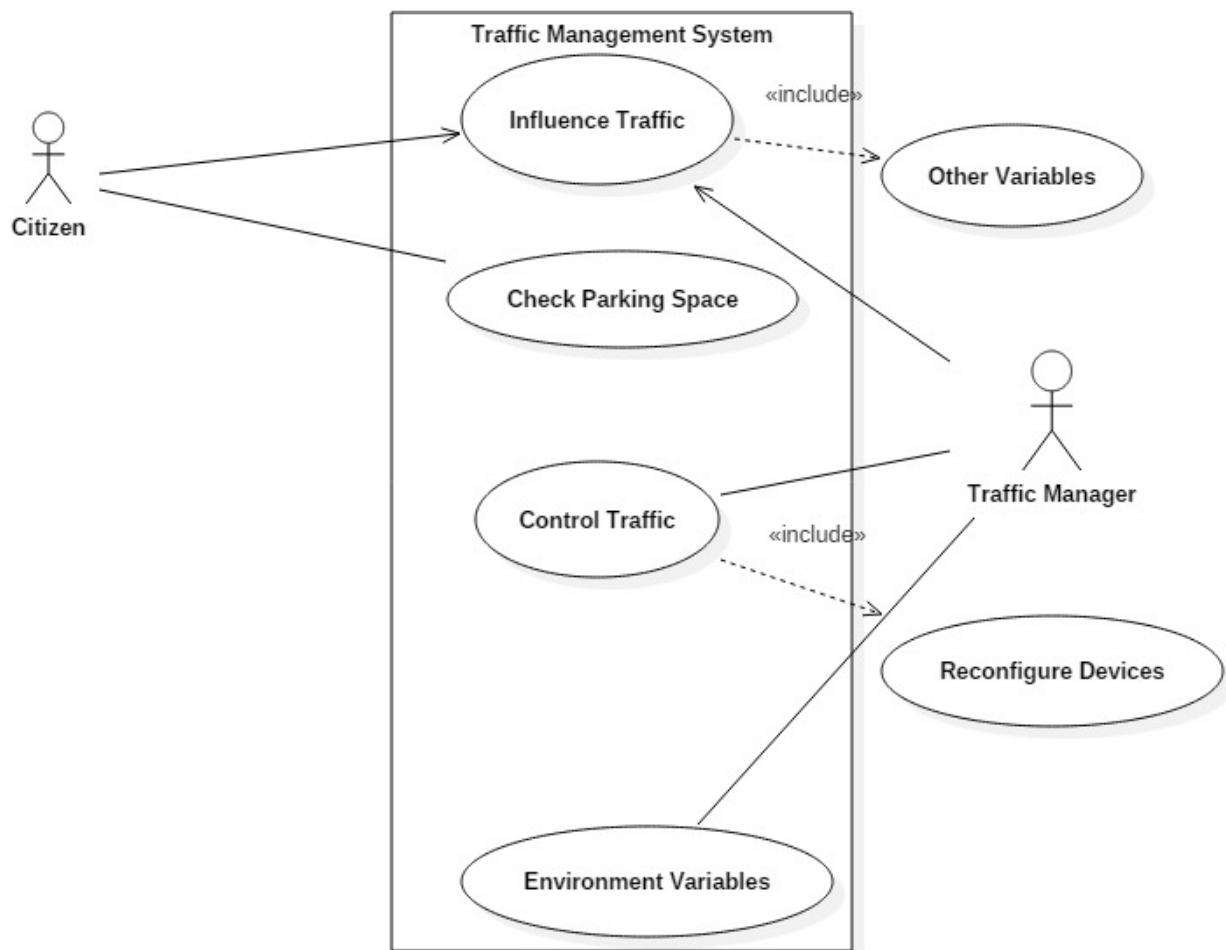 Traffic Management System
«include»
Influence Traffic
Other Variables
Citizen
Check Parking Space
Traffic Manager
Control Traffic
«include»
Reconfigure Devices
Environment Variables